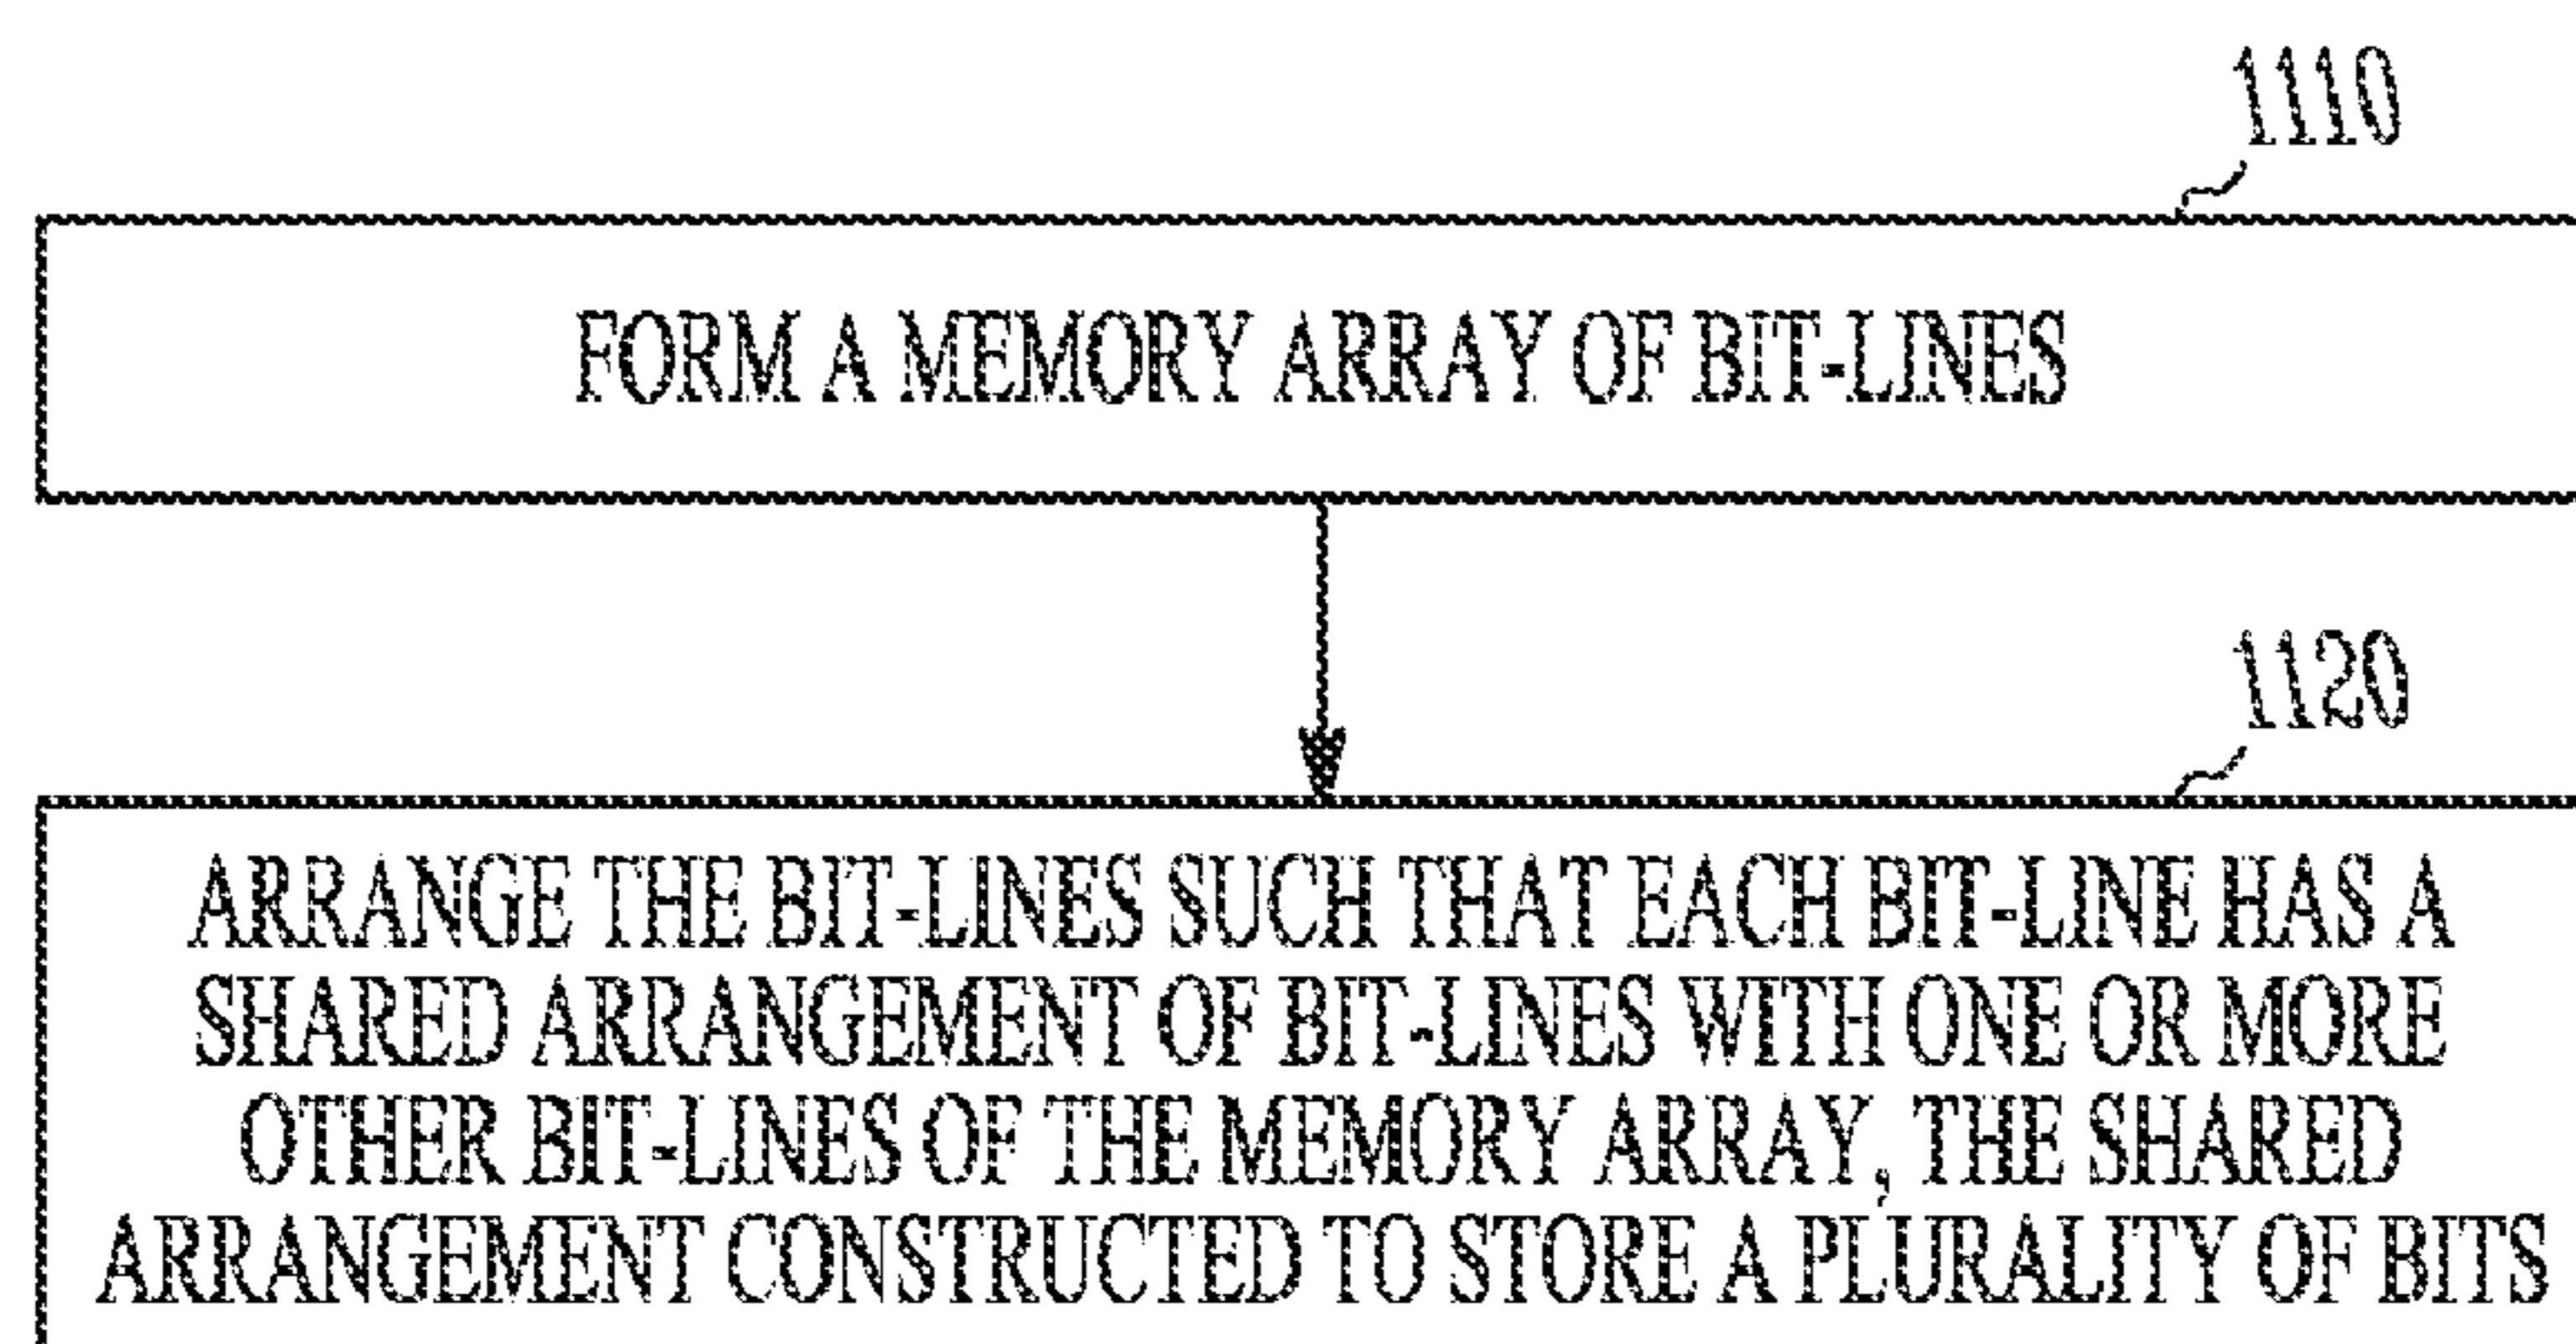 1110
FORM A MEMORY ARRAY OF BIT-LINES
1120
ARRANGE THE BIT-LINES SUCH THAT EACH BIT-LINE HAS A
SHARED ARRANGEMENT OF BIT-LINES WITH ONE OR MORE
OTHER BIT-LINES OF THE MEMORY ARRAY, THE SHARED
ARRANGEMENT CONSTRUCTED TO STORE A PLURALITY OF BITS